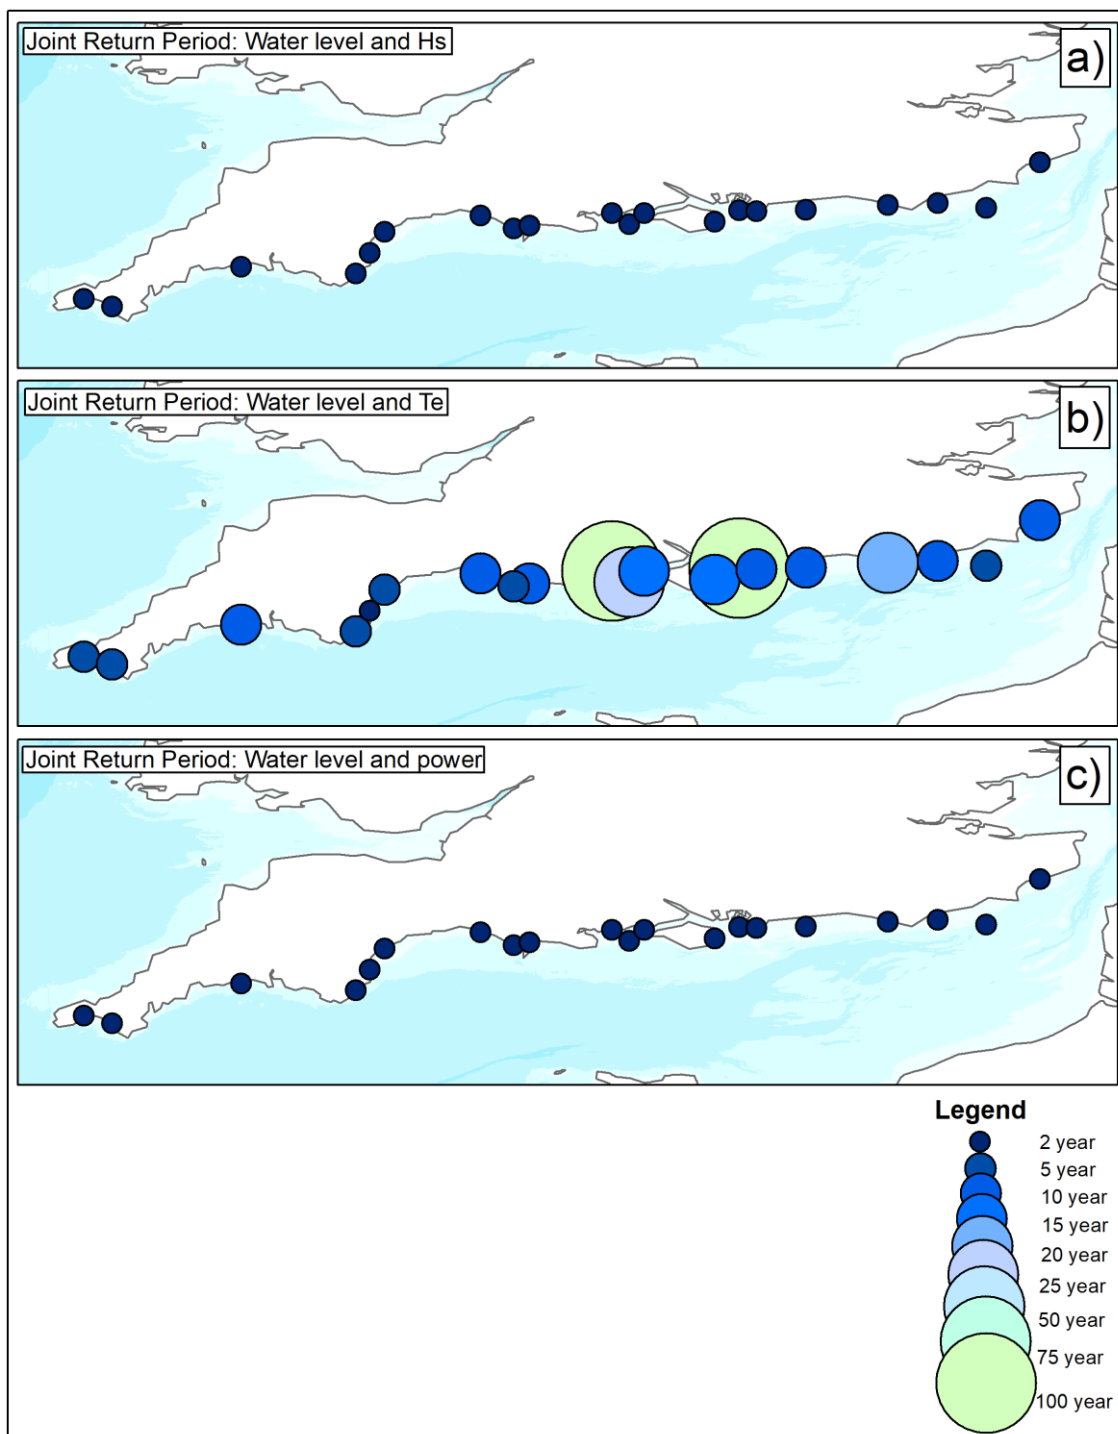 Joint Return Period: Water level and Hs
a)
Joint Return Period: Water level and Te
b)
Joint Return Period: Water level and power
c)
Legend
2 year
5 year
10 year
15 year
20 year
25 year
50 year
75 year
100 year